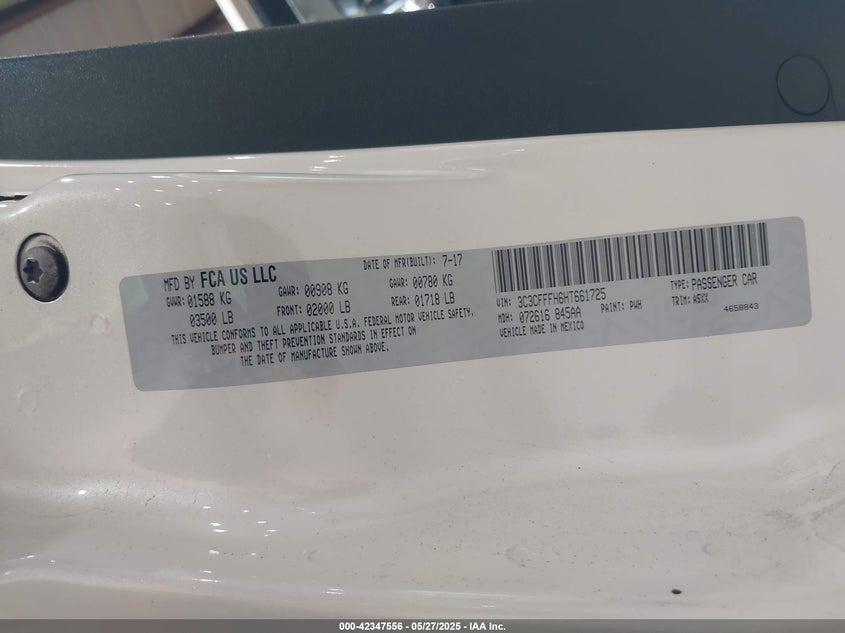 MFD BY FCA US LLC
DATE OF MFR(BUILT): 7-17
GVWR: 01588 KG
GAWR: 00908 KG
GAWR: 00780 KG
03500 LB
FRONT: 02000 LB
REAR: 01718 LB
THIS VEHICLE CONFORMS TO ALL APPLICABLE U.S.A. FEDERAL MOTOR VEHICLE SAFETY,
BUMPER AND THEFT PREVENTION STANDARDS IN EFFECT ON
THE DATE OF MANUFACTURE SHOWN ABOVE.
VIN: 3C3CFFFH6HT661725
TYPE: PASSENGER CAR
MDH: 072616 845AA
PAINT: PWH
TRIM: A5XX
VEHICLE MADE IN MEXICO
4658843
000-42347556 — 05/27/2025 — IAA Inc.